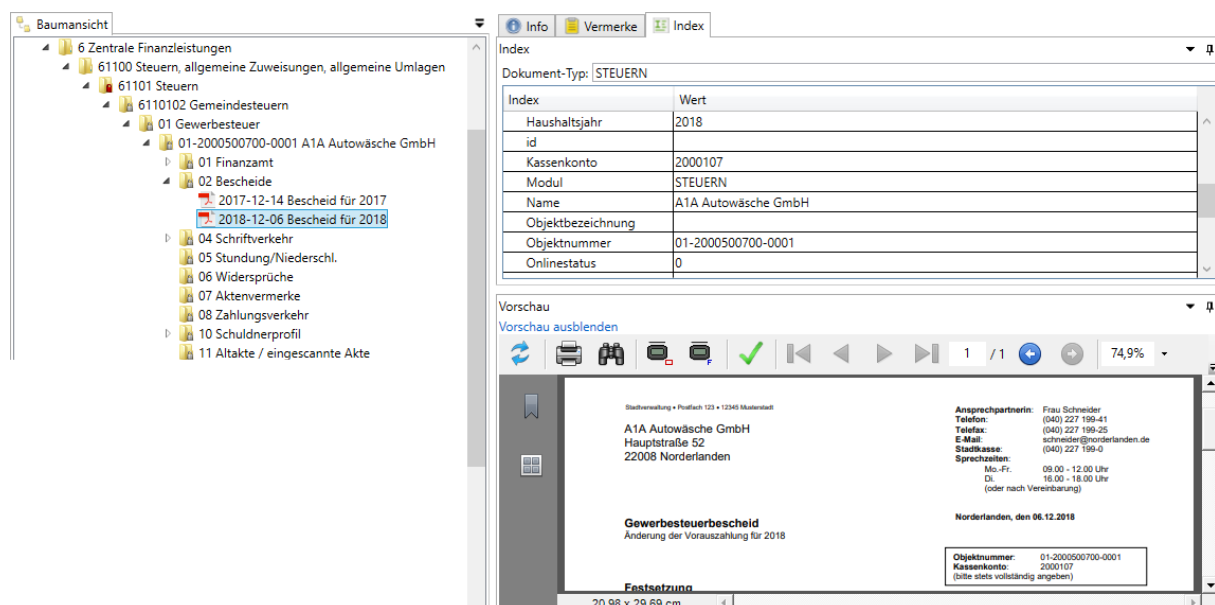 Baumansicht
6 Zentrale Finanzleistungen
61100 Steuern, allgemeine Zuweisungen, allgemeine Umlagen
61101 Steuern
6110102 Gemeindesteuern
01 Gewerbesteuer
01-2000500700-0001 A1A Autowäsche GmbH
01 Finanzamt
02 Bescheide
2017-12-14 Bescheid für 2017
2018-12-06 Bescheid für 2018
04 Schriftverkehr
05 Stundung/Niederschl.
06 Widersprüche
07 Aktenvermerke
08 Zahlungsverkehr
10 Schuldnerprofil
11 Altakte / eingescannte Akte
Info Vermerke Index
Index
Dokument-Typ: STEUERN
Index Wert
Haushaltsjahr 2018
id
Kassenkonto 2000107
Modul STEUERN
Name A1A Autowäsche GmbH
Objektbezeichnung
Objektnummer 01-2000500700-0001
Onlinestatus 0
Vorschau
Vorschau ausblenden
1 / 1 74,9%
Stadtverwaltung • Postfach 123 • 12345 Musterstadt
A1A Autowäsche GmbH
Hauptstraße 52
22008 Norderlanden
Ansprechpartnerin: Frau Schneider
Telefon: (040) 227 199-41
Telefax: (040) 227 199-25
E-Mail: schneider@norderlanden.de
Stadtkasse: (040) 227 199-0
Sprechzeiten:
Mo.-Fr. 09.00 - 12.00 Uhr
Di. 16.00 - 18.00 Uhr
(oder nach Vereinbarung)
Norderlanden, den 06.12.2018
Gewerbesteuerbescheid
Änderung der Vorauszahlung für 2018
Objektnummer: 01-2000500700-0001
Kassenkonto: 2000107
(bitte stets vollständig angeben)
Festsetzung
20,98 x 29,69 cm